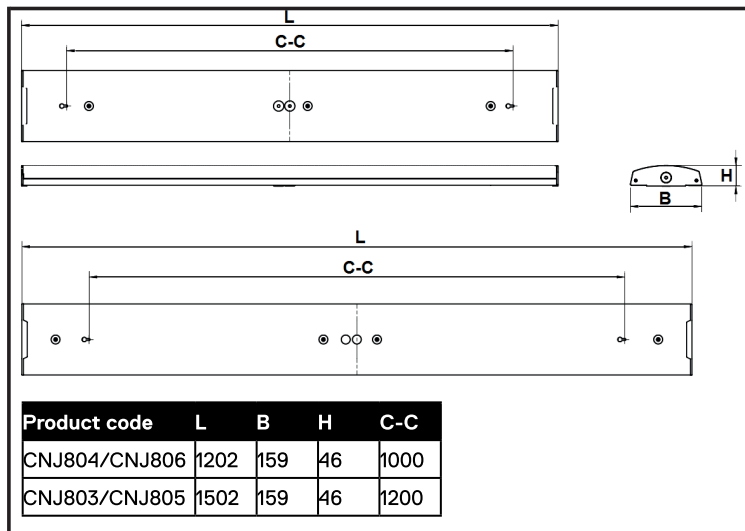 L
C-C
H
B
L
C-C
Product code L B H C-C
CNJ804/CNJ806 1202 159 46 1000
CNJ803/CNJ805 1502 159 46 1200